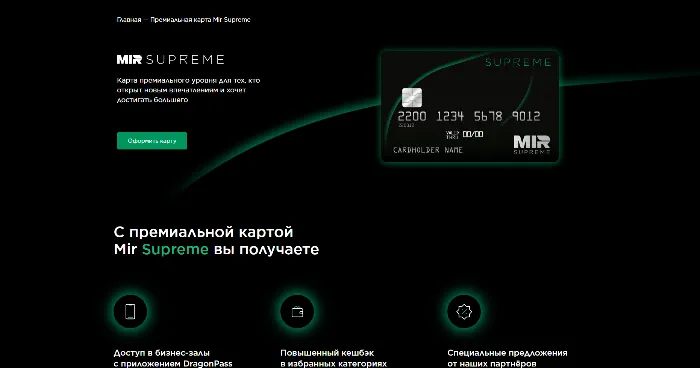 Главная — Премиальная карта Mir Supreme
MIR SUPREME
Карта премиального уровня для тех, кто
открыт новым впечатлениям и хочет
достигать большего
Оформить карту
SUPREME
2200 1234 5678 9012
VALID
THRU 00/00
CARDHOLDER NAME
MIR
SUPREME
С премиальной картой
Mir Supreme вы получаете
Доступ в бизнес-залы
с приложением DragonPass
Повышенный кешбэк
в избранных категориях
Специальные предложения
от наших партнёров